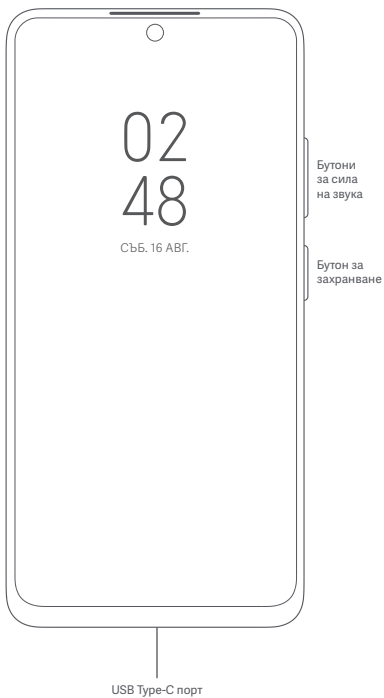 02
48
СЪБ. 16 АВГ.
Бутони
за сила
на звука
Бутон за
захранване
USB Type-C порт